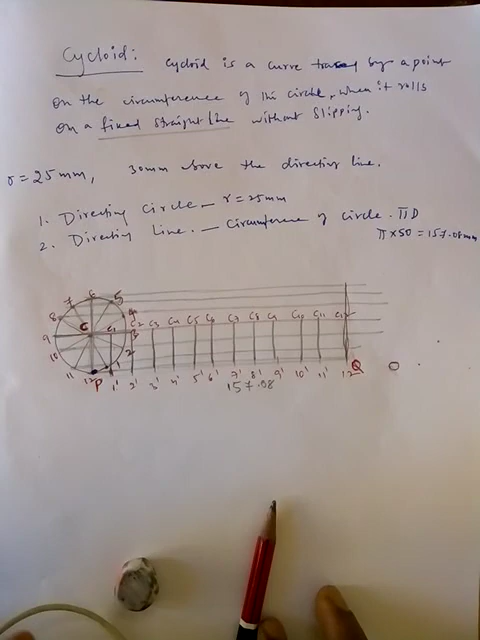 Cycloid: Cycloid is a curve traced by a point
on the circumference of the circle, when it rolls
on a fixed straight line without slipping.
r = 25mm, 30mm above the directing line.
1. Directing Circle - r = 25mm
2. Directing Line. - Circumference of circle. ΠD
Π x 50 = 157.08mm
6
7 5
8 4
C C1 C2 C3 C4 C5 C6 C7 C8 C9 C10 C11 C12
9 3
10 2
11 12 1
P 1' 2' 3' 4' 5' 6' 7' 8' 9' 10' 11' 12' Q
157.08